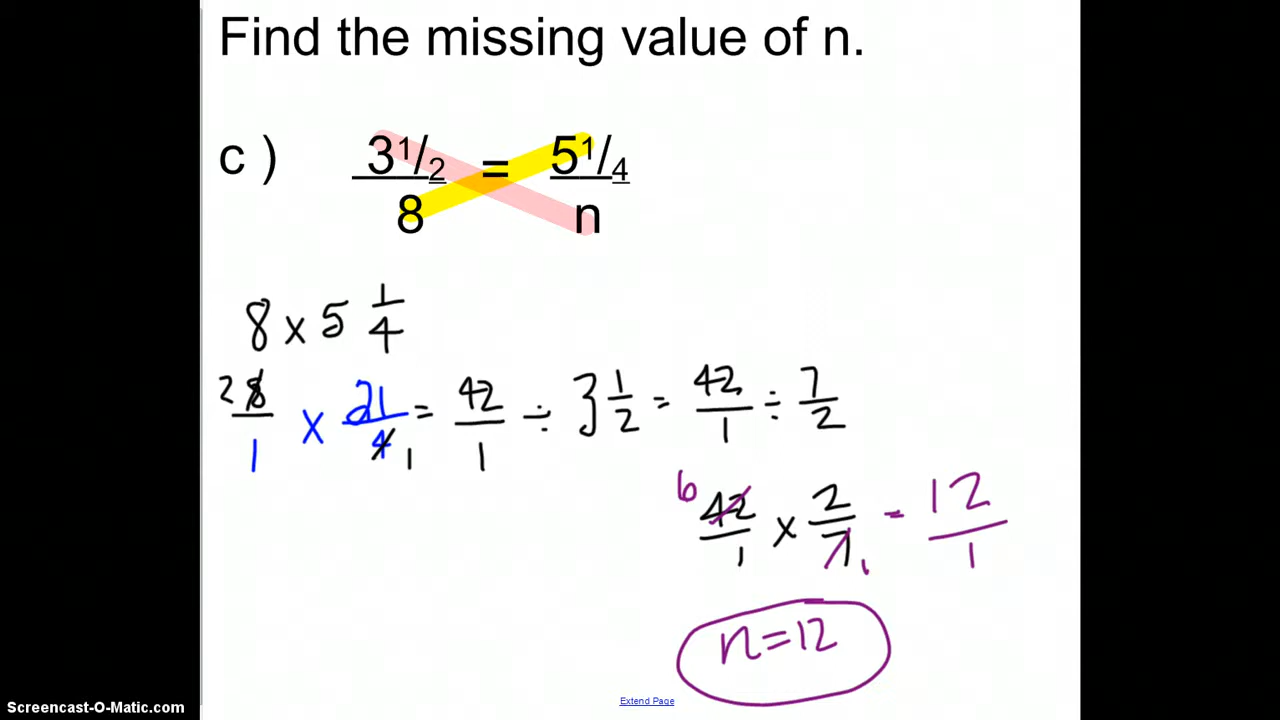 Find the missing value of n.
c ) 3 1/2 = 5 1/4
8 n
8 x 5 1/4
2 8/1 x 21/4 1 = 42/1 ÷ 3 1/2 = 42/1 ÷ 7/2
6 42/1 x 2/7 1 = 12/1
n=12
Extend Page
Screencast-O-Matic.com